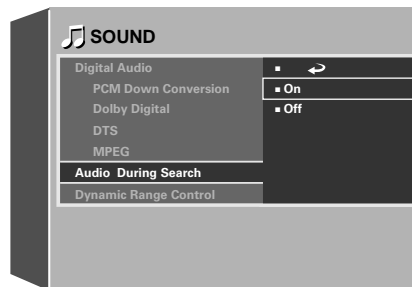 SOUND
Digital Audio
PCM Down Conversion
On
Dolby Digital
Off
DTS
MPEG
Audio During Search
Dynamic Range Control